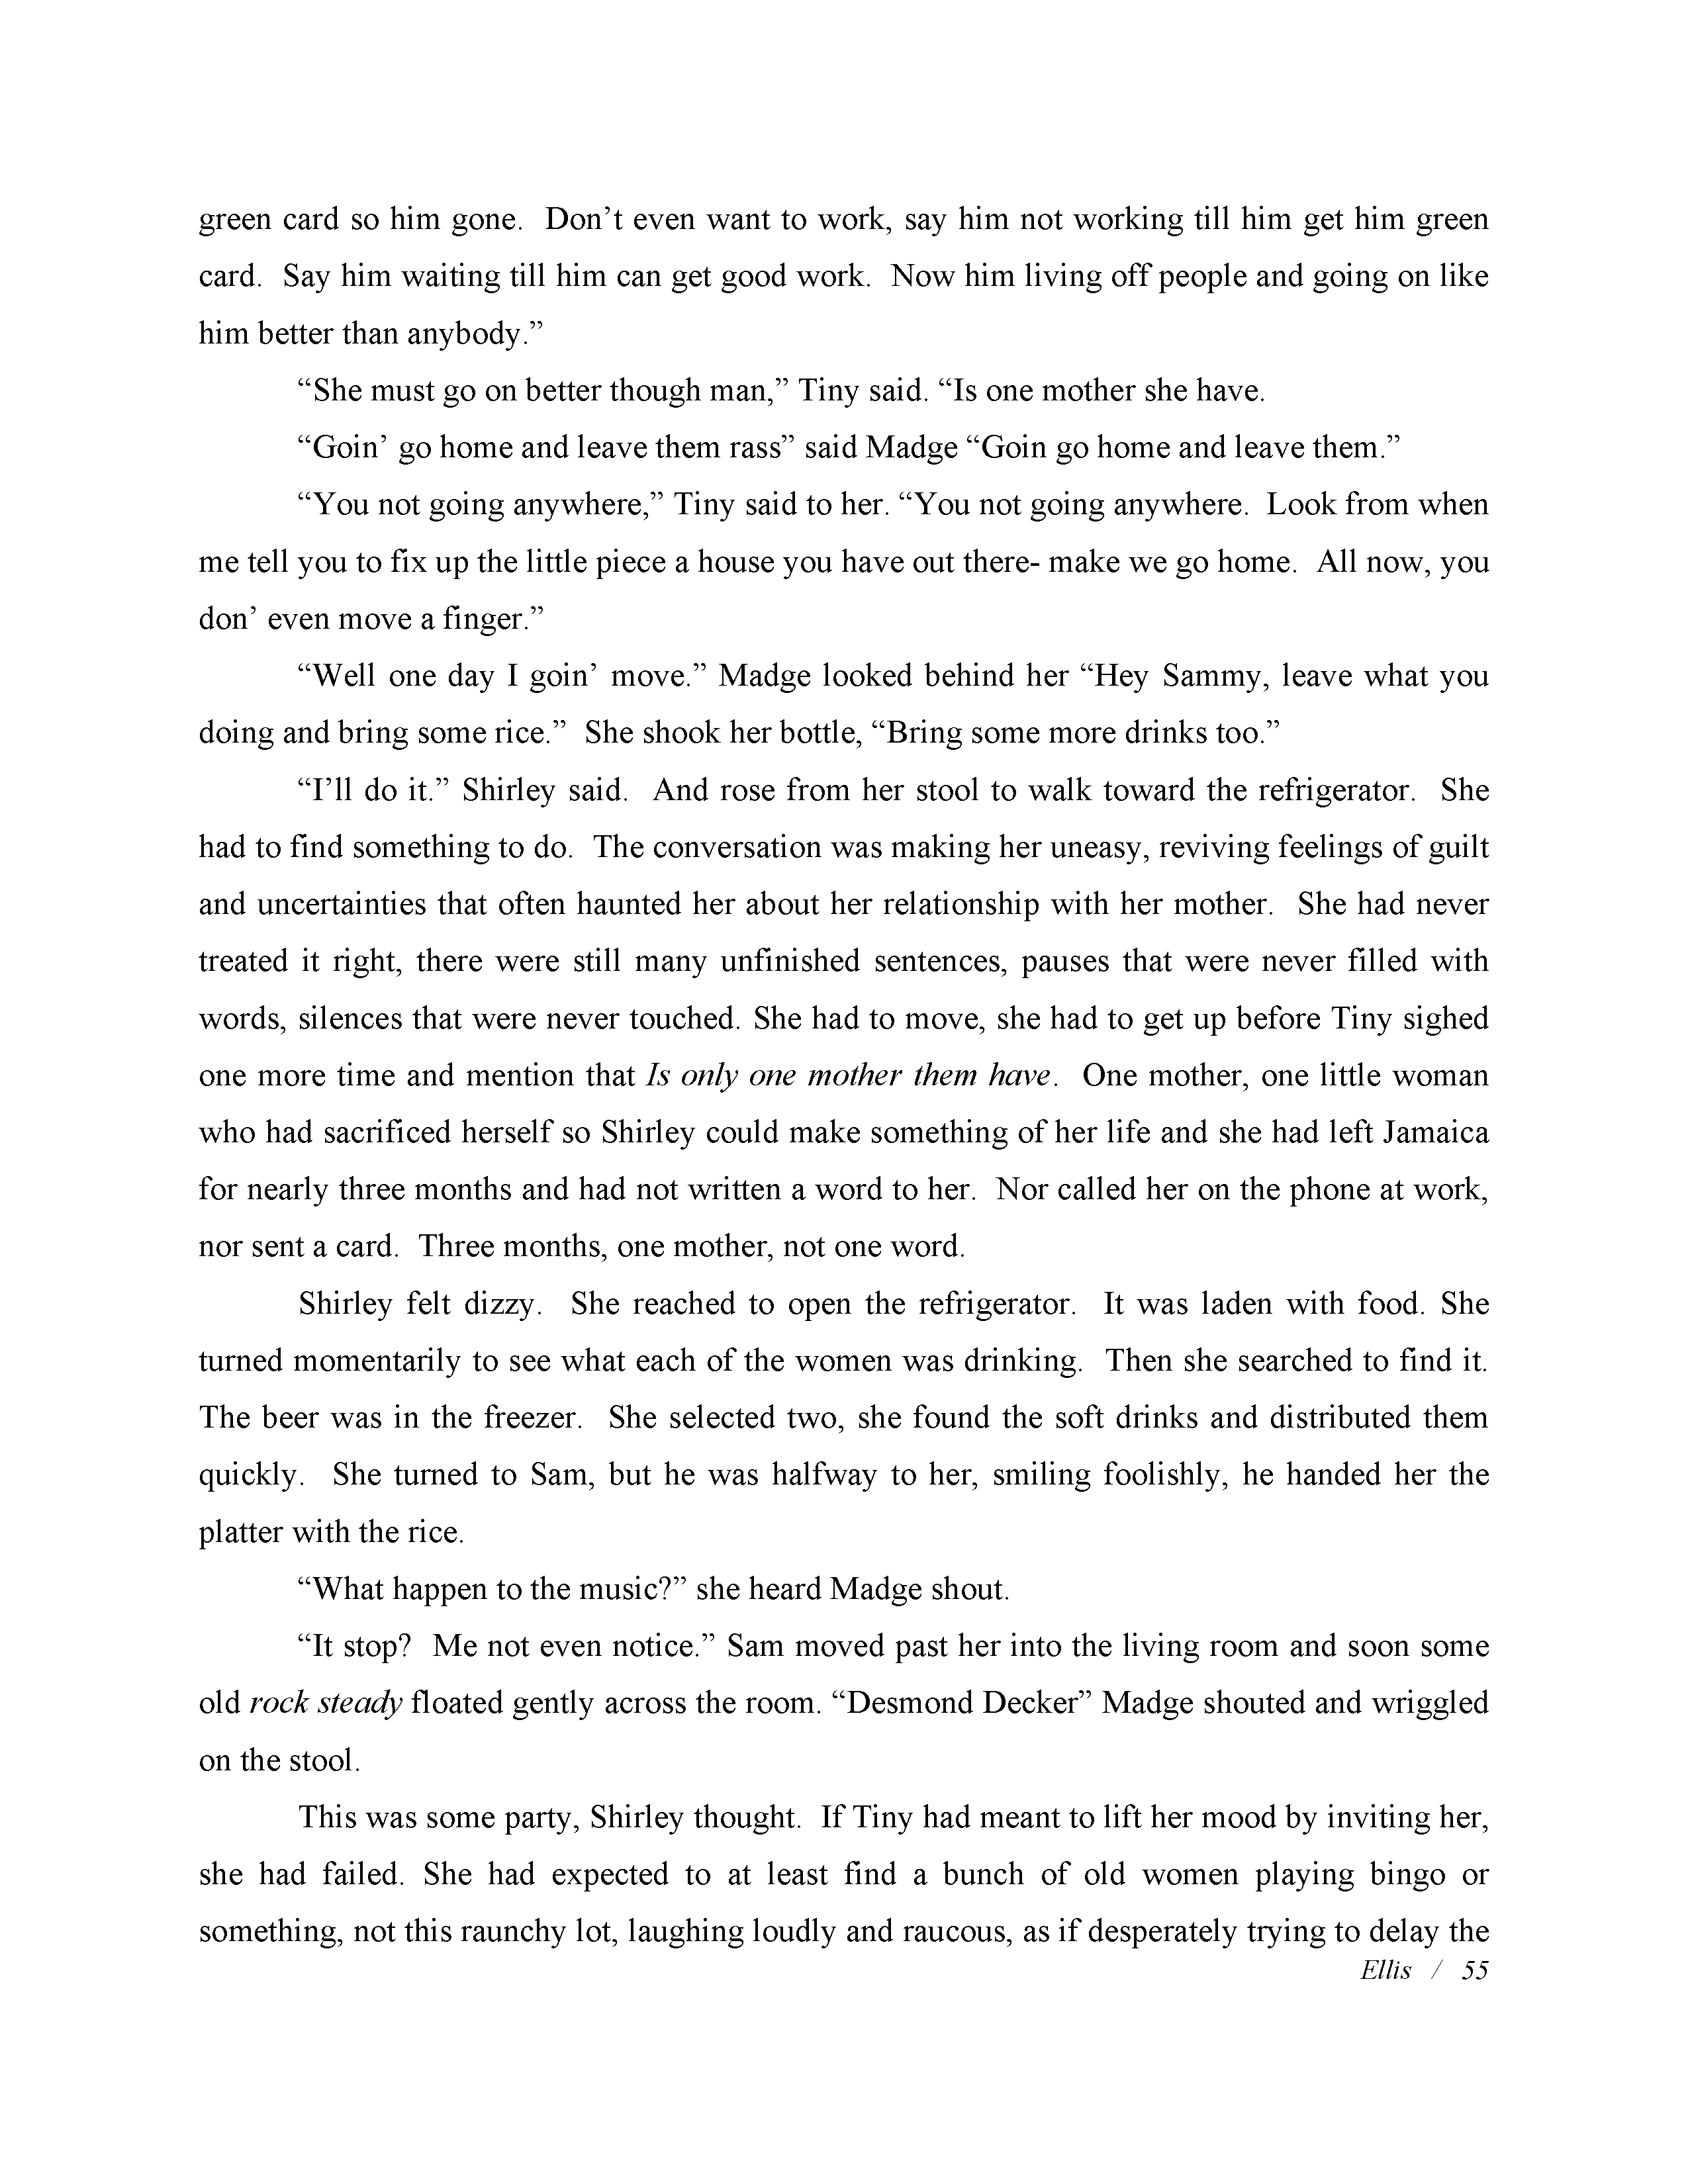 green card so him gone.  Don’t even want to work, say him not working till him get him green
card.  Say him waiting till him can get good work.  Now him living off people and going on like
him better than anybody.”
“She must go on better though man,” Tiny said. “Is one mother she have.
“Goin’ go home and leave them rass” said Madge “Goin go home and leave them.”
“You not going anywhere,” Tiny said to her. “You not going anywhere.  Look from when
me tell you to fix up the little piece a house you have out there- make we go home.  All now, you
don’ even move a finger.”
“Well one day I goin’ move.” Madge looked behind her “Hey Sammy, leave what you
doing and bring some rice.”  She shook her bottle, “Bring some more drinks too.”
“I’ll do it.” Shirley said.  And rose from her stool to walk toward the refrigerator.  She
had to find something to do.  The conversation was making her uneasy, reviving feelings of guilt
and uncertainties that often haunted her about her relationship with her mother.  She had never
treated it right, there were still many unfinished sentences, pauses that were never filled with
words, silences that were never touched. She had to move, she had to get up before Tiny sighed
one more time and mention that Is only one mother them have.  One mother, one little woman
who had sacrificed herself so Shirley could make something of her life and she had left Jamaica
for nearly three months and had not written a word to her.  Nor called her on the phone at work,
nor sent a card.  Three months, one mother, not one word.
Shirley felt dizzy.  She reached to open the refrigerator.  It was laden with food. She
turned momentarily to see what each of the women was drinking.  Then she searched to find it.
The beer was in the freezer.  She selected two, she found the soft drinks and distributed them
quickly.  She turned to Sam, but he was halfway to her, smiling foolishly, he handed her the
platter with the rice.
“What happen to the music?” she heard Madge shout.
“It stop?  Me not even notice.” Sam moved past her into the living room and soon some
old rock steady floated gently across the room. “Desmond Decker” Madge shouted and wriggled
on the stool.
This was some party, Shirley thought.  If Tiny had meant to lift her mood by inviting her,
she had failed. She had expected to at least find a bunch of old women playing bingo or
something, not this raunchy lot, laughing loudly and raucous, as if desperately trying to delay the
Ellis / 55